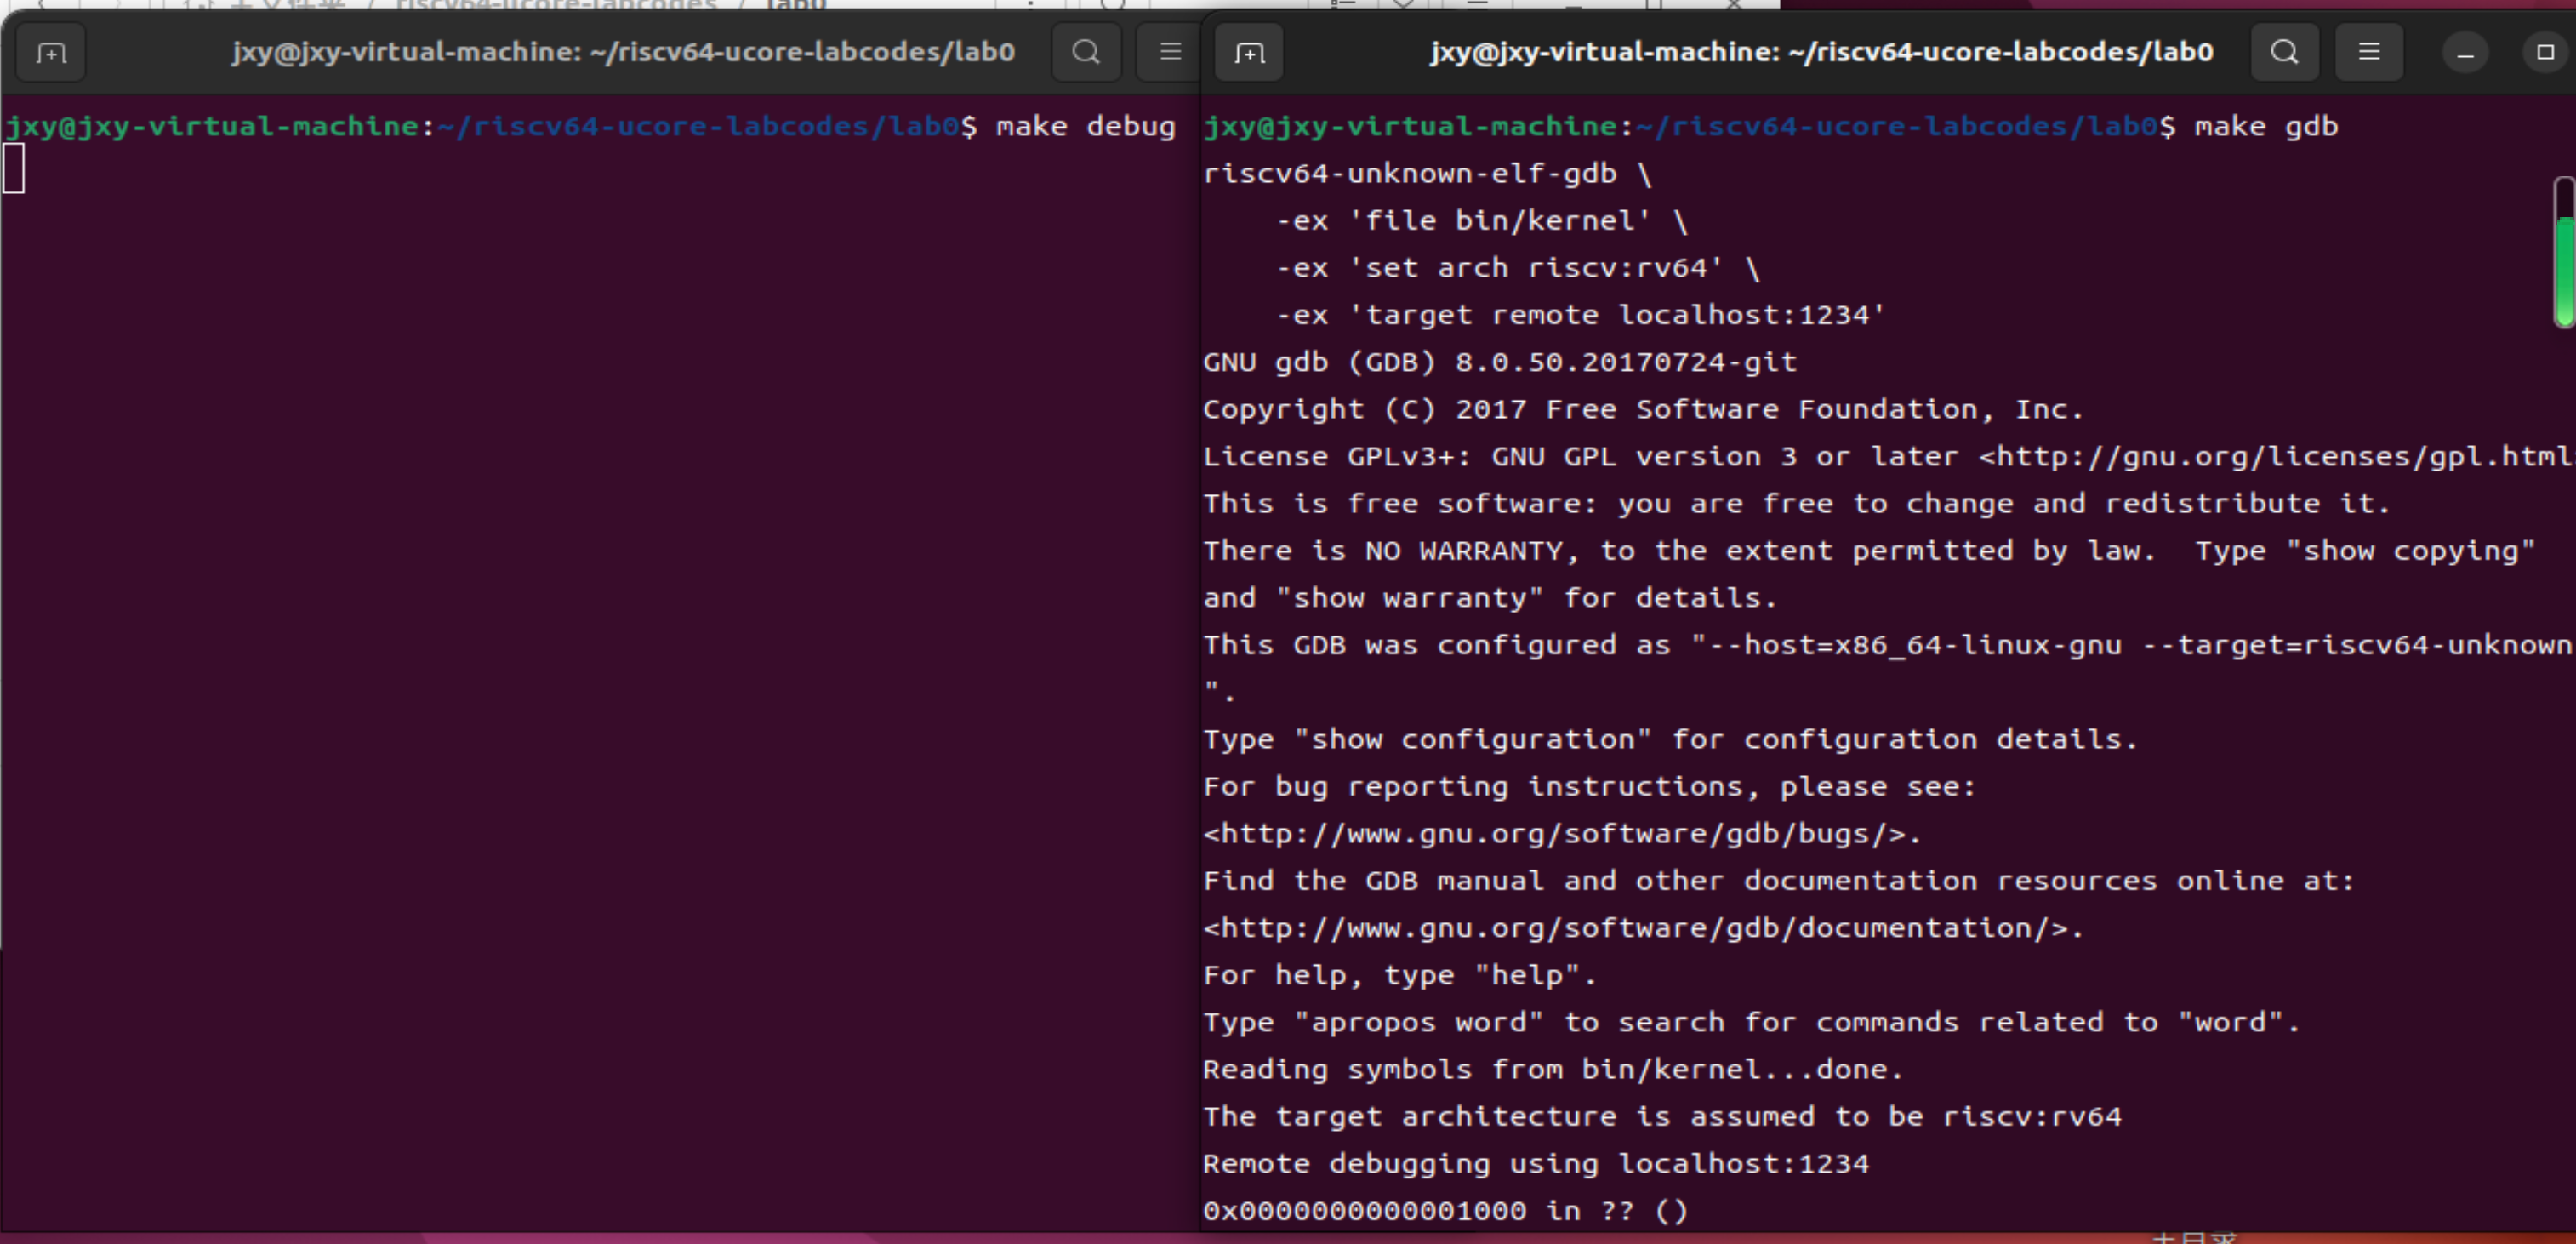 jxy@jxy-virtual-machine: ~/riscv64-ucore-labcodes/lab0
jxy@jxy-virtual-machine:~/riscv64-ucore-labcodes/lab0$ make debug
jxy@jxy-virtual-machine: ~/riscv64-ucore-labcodes/lab0
jxy@jxy-virtual-machine:~/riscv64-ucore-labcodes/lab0$ make gdb
riscv64-unknown-elf-gdb \
    -ex 'file bin/kernel' \
    -ex 'set arch riscv:rv64' \
    -ex 'target remote localhost:1234'
GNU gdb (GDB) 8.0.50.20170724-git
Copyright (C) 2017 Free Software Foundation, Inc.
License GPLv3+: GNU GPL version 3 or later <http://gnu.org/licenses/gpl.html
This is free software: you are free to change and redistribute it.
There is NO WARRANTY, to the extent permitted by law.  Type "show copying"
and "show warranty" for details.
This GDB was configured as "--host=x86_64-linux-gnu --target=riscv64-unknown
".
Type "show configuration" for configuration details.
For bug reporting instructions, please see:
<http://www.gnu.org/software/gdb/bugs/>.
Find the GDB manual and other documentation resources online at:
<http://www.gnu.org/software/gdb/documentation/>.
For help, type "help".
Type "apropos word" to search for commands related to "word".
Reading symbols from bin/kernel...done.
The target architecture is assumed to be riscv:rv64
Remote debugging using localhost:1234
0x0000000000001000 in ?? ()